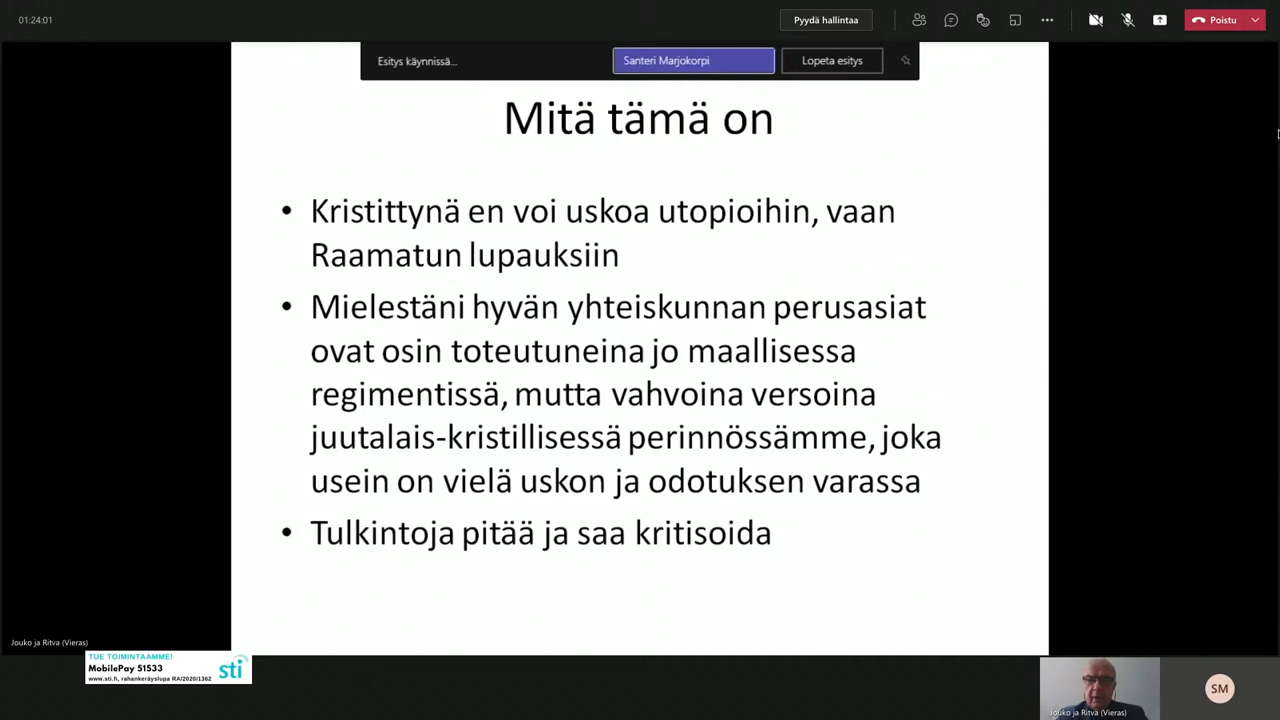 01:24:01
Pyydä hallintaa
Poistu
Esitys käynnissä...
Santeri Marjokorpi
Lopeta esitys
Mitä tämä on
• Kristittynä en voi uskoa utopioihin, vaan
Raamatun lupauksiin
• Mielestäni hyvän yhteiskunnan perusasiat
ovat osin toteutuneina jo maallisessa
regimentissä, mutta vahvoina versoina
juutalais-kristillisessä perinnössämme, joka
usein on vielä uskon ja odotuksen varassa
• Tulkintoja pitää ja saa kritisoida
Jouko ja Ritva (Vieras)
TUE TOIMINTAAMME!
MobilePay 51533
www.sti.fi, rahankeräyslupa RA/2020/1362
sti
Jouko ja Ritva (Vieras)
SM